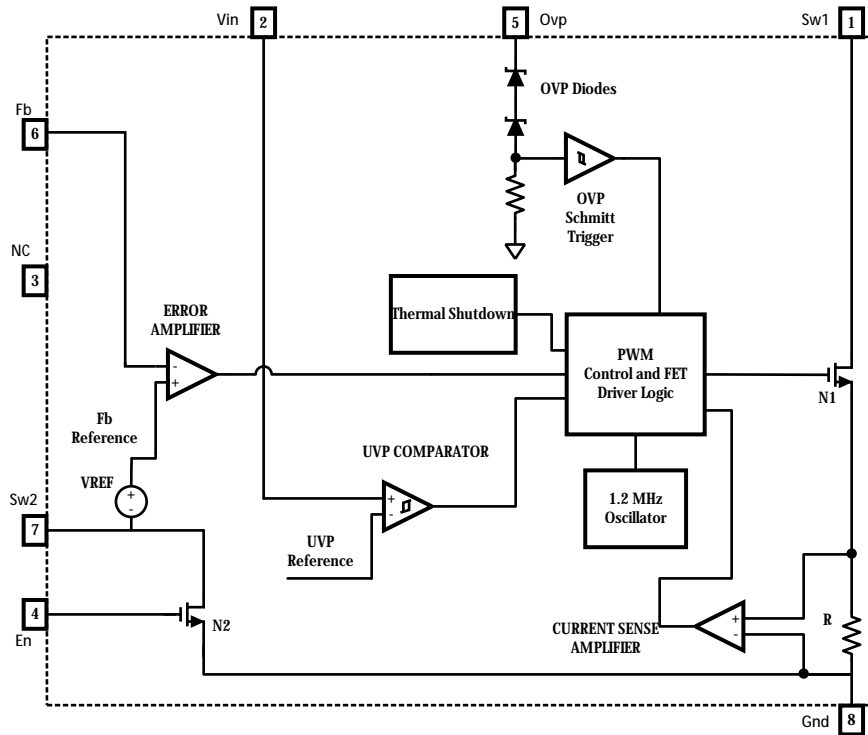 Vin
2
5
Ovp
Sw1
1
OVP Diodes
Fb
6
OVP
Schmitt
Trigger
NC
3
Thermal Shutdown
ERROR
AMPLIFIER
-
+
PWM
Control and FET
Driver Logic
N1
Fb
Reference
UVP COMPARATOR
VREF
+
-
+
-
1.2 MHz
Oscillator
Sw2
7
UVP
Reference
4
En
N2
CURRENT SENSE
AMPLIFIER
+
-
R
Gnd
8